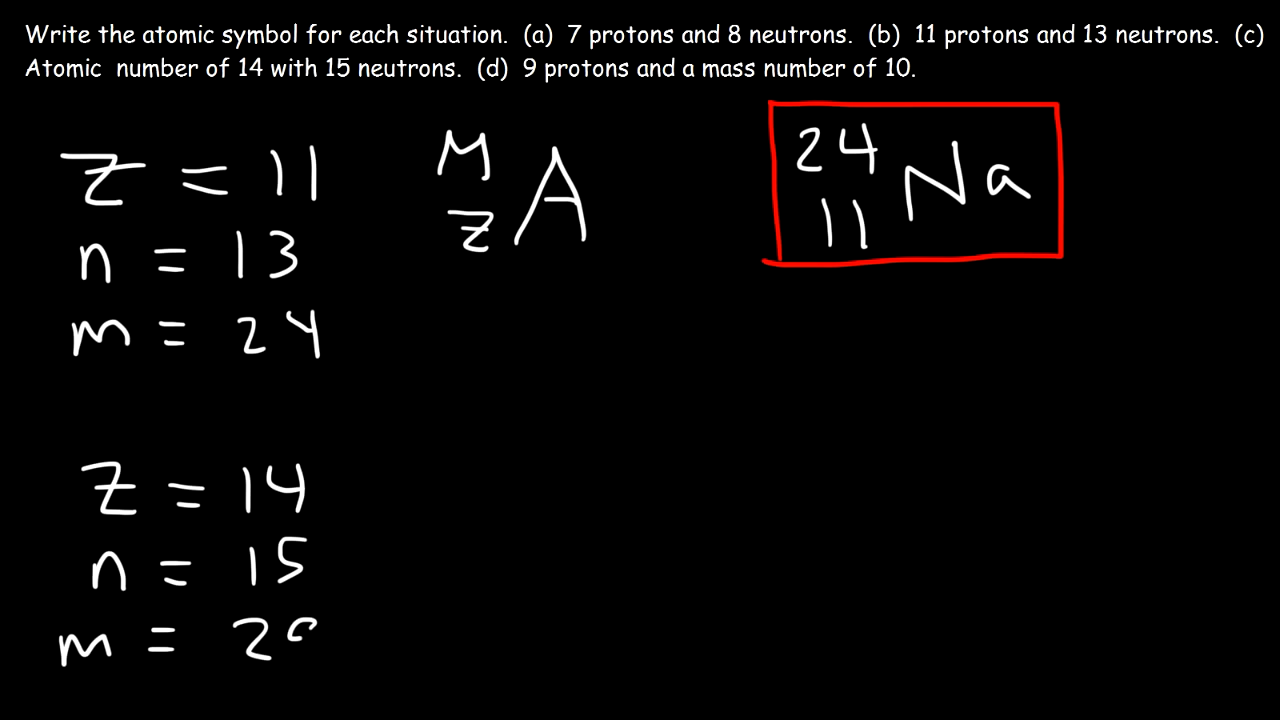 Write the atomic symbol for each situation. (a) 7 protons and 8 neutrons. (b) 11 protons and 13 neutrons. (c)
Atomic number of 14 with 15 neutrons. (d) 9 protons and a mass number of 10.
Z = 11
n = 13
m = 24
M
Z A
24
11 Na
Z = 14
n = 15
m = 2